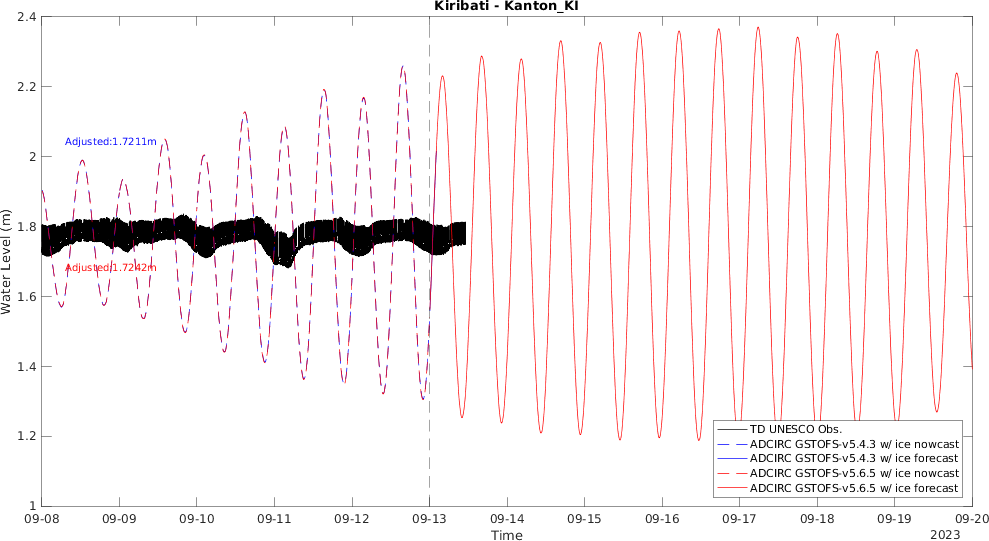 Kiribati - Kanton_KI
2.4
2.2
2
1.8
1.6
1.4
1.2
1
Water Level (m)
Adjusted:1.7211m
Adjusted:1.7242m
TD UNESCO Obs.
ADCIRC GSTOFS-v5.4.3 w/ ice nowcast
ADCIRC GSTOFS-v5.4.3 w/ ice forecast
ADCIRC GSTOFS-v5.6.5 w/ ice nowcast
ADCIRC GSTOFS-v5.6.5 w/ ice forecast
09-08 09-09 09-10 09-11 09-12 09-13 09-14 09-15 09-16 09-17 09-18 09-19 09-20
Time
2023